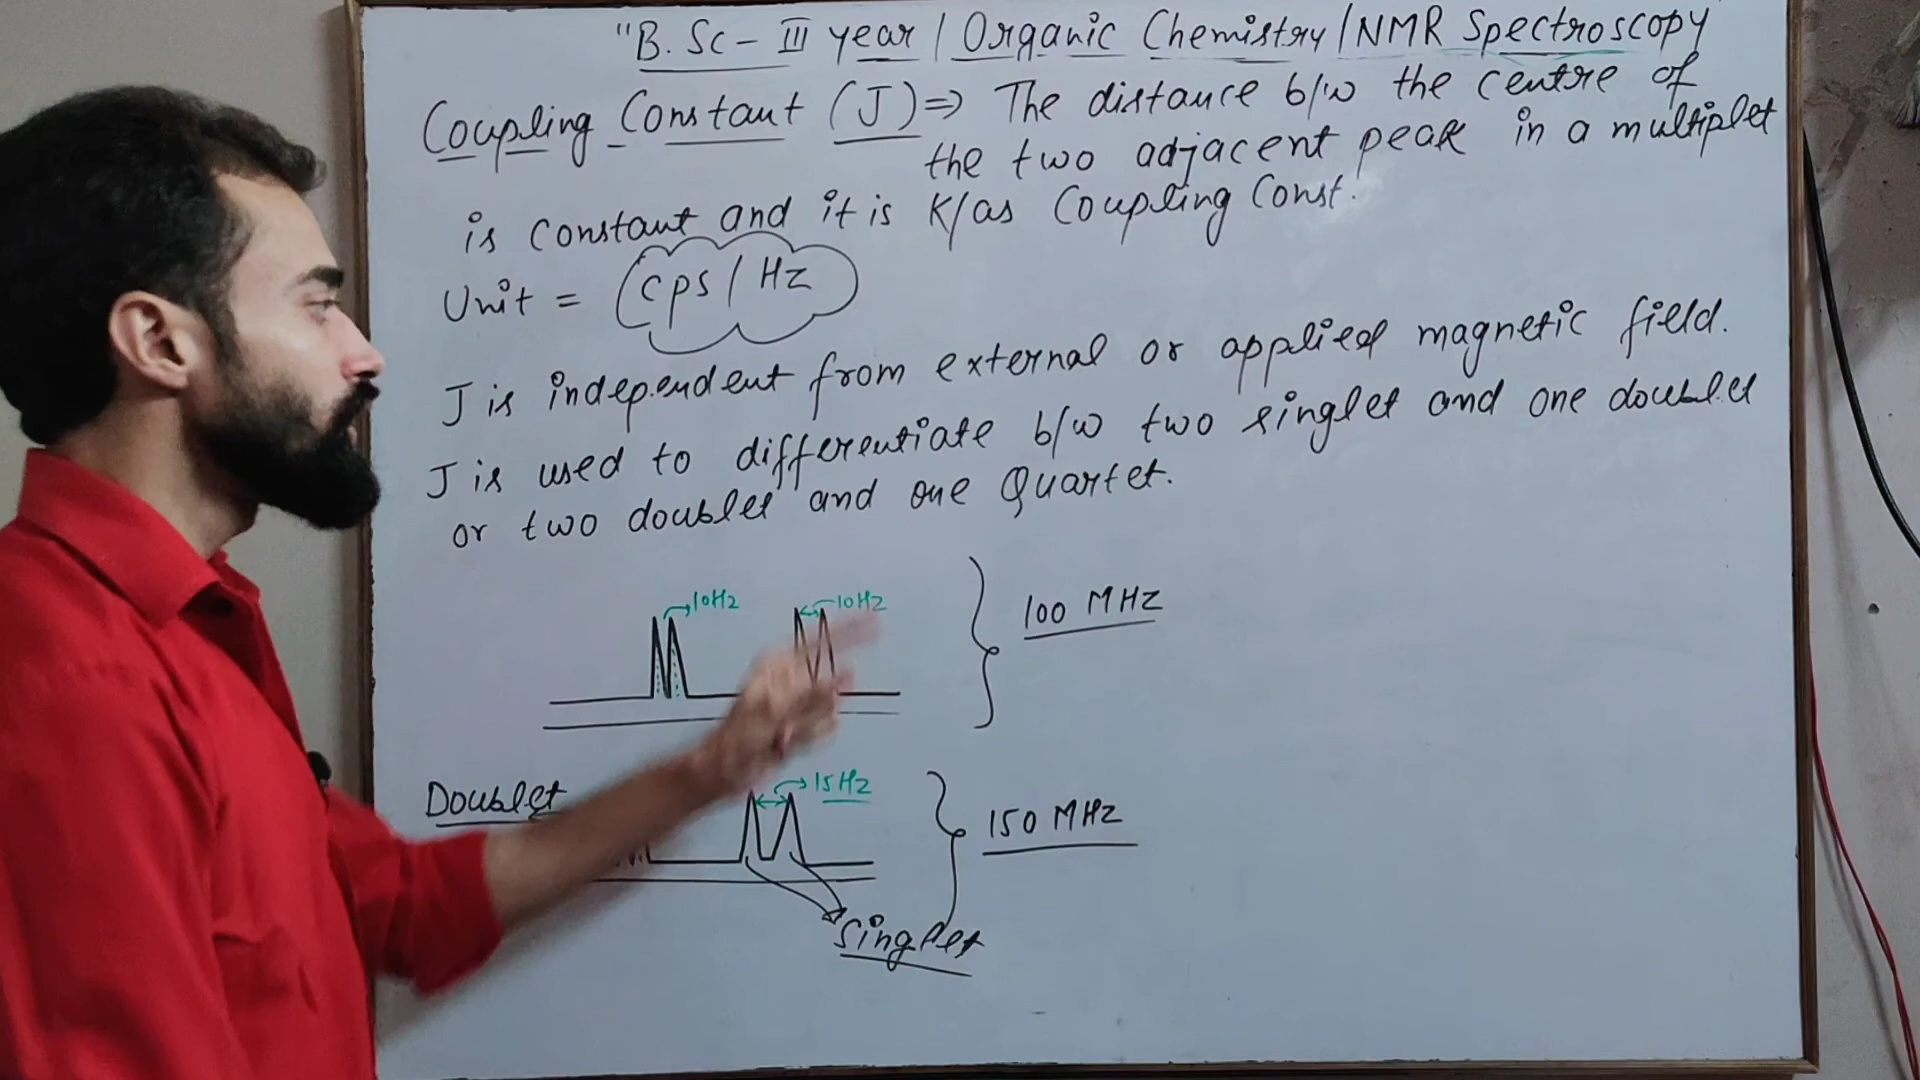 "B. Sc - III year / Organic Chemistry / NMR Spectroscopy
Coupling Constant (J) ⇒ The distance b/w the centre of
the two adjacent peak in a multiplet
is constant and it is K/as Coupling Const.
Unit = cps / Hz
J is independent from external or applied magnetic field.
J is used to differentiate b/w two singlet and one doublet
or two doublet and one Quartet.
10Hz
10Hz
100 MHZ
Doublet
15Hz
150 MHZ
Singlet